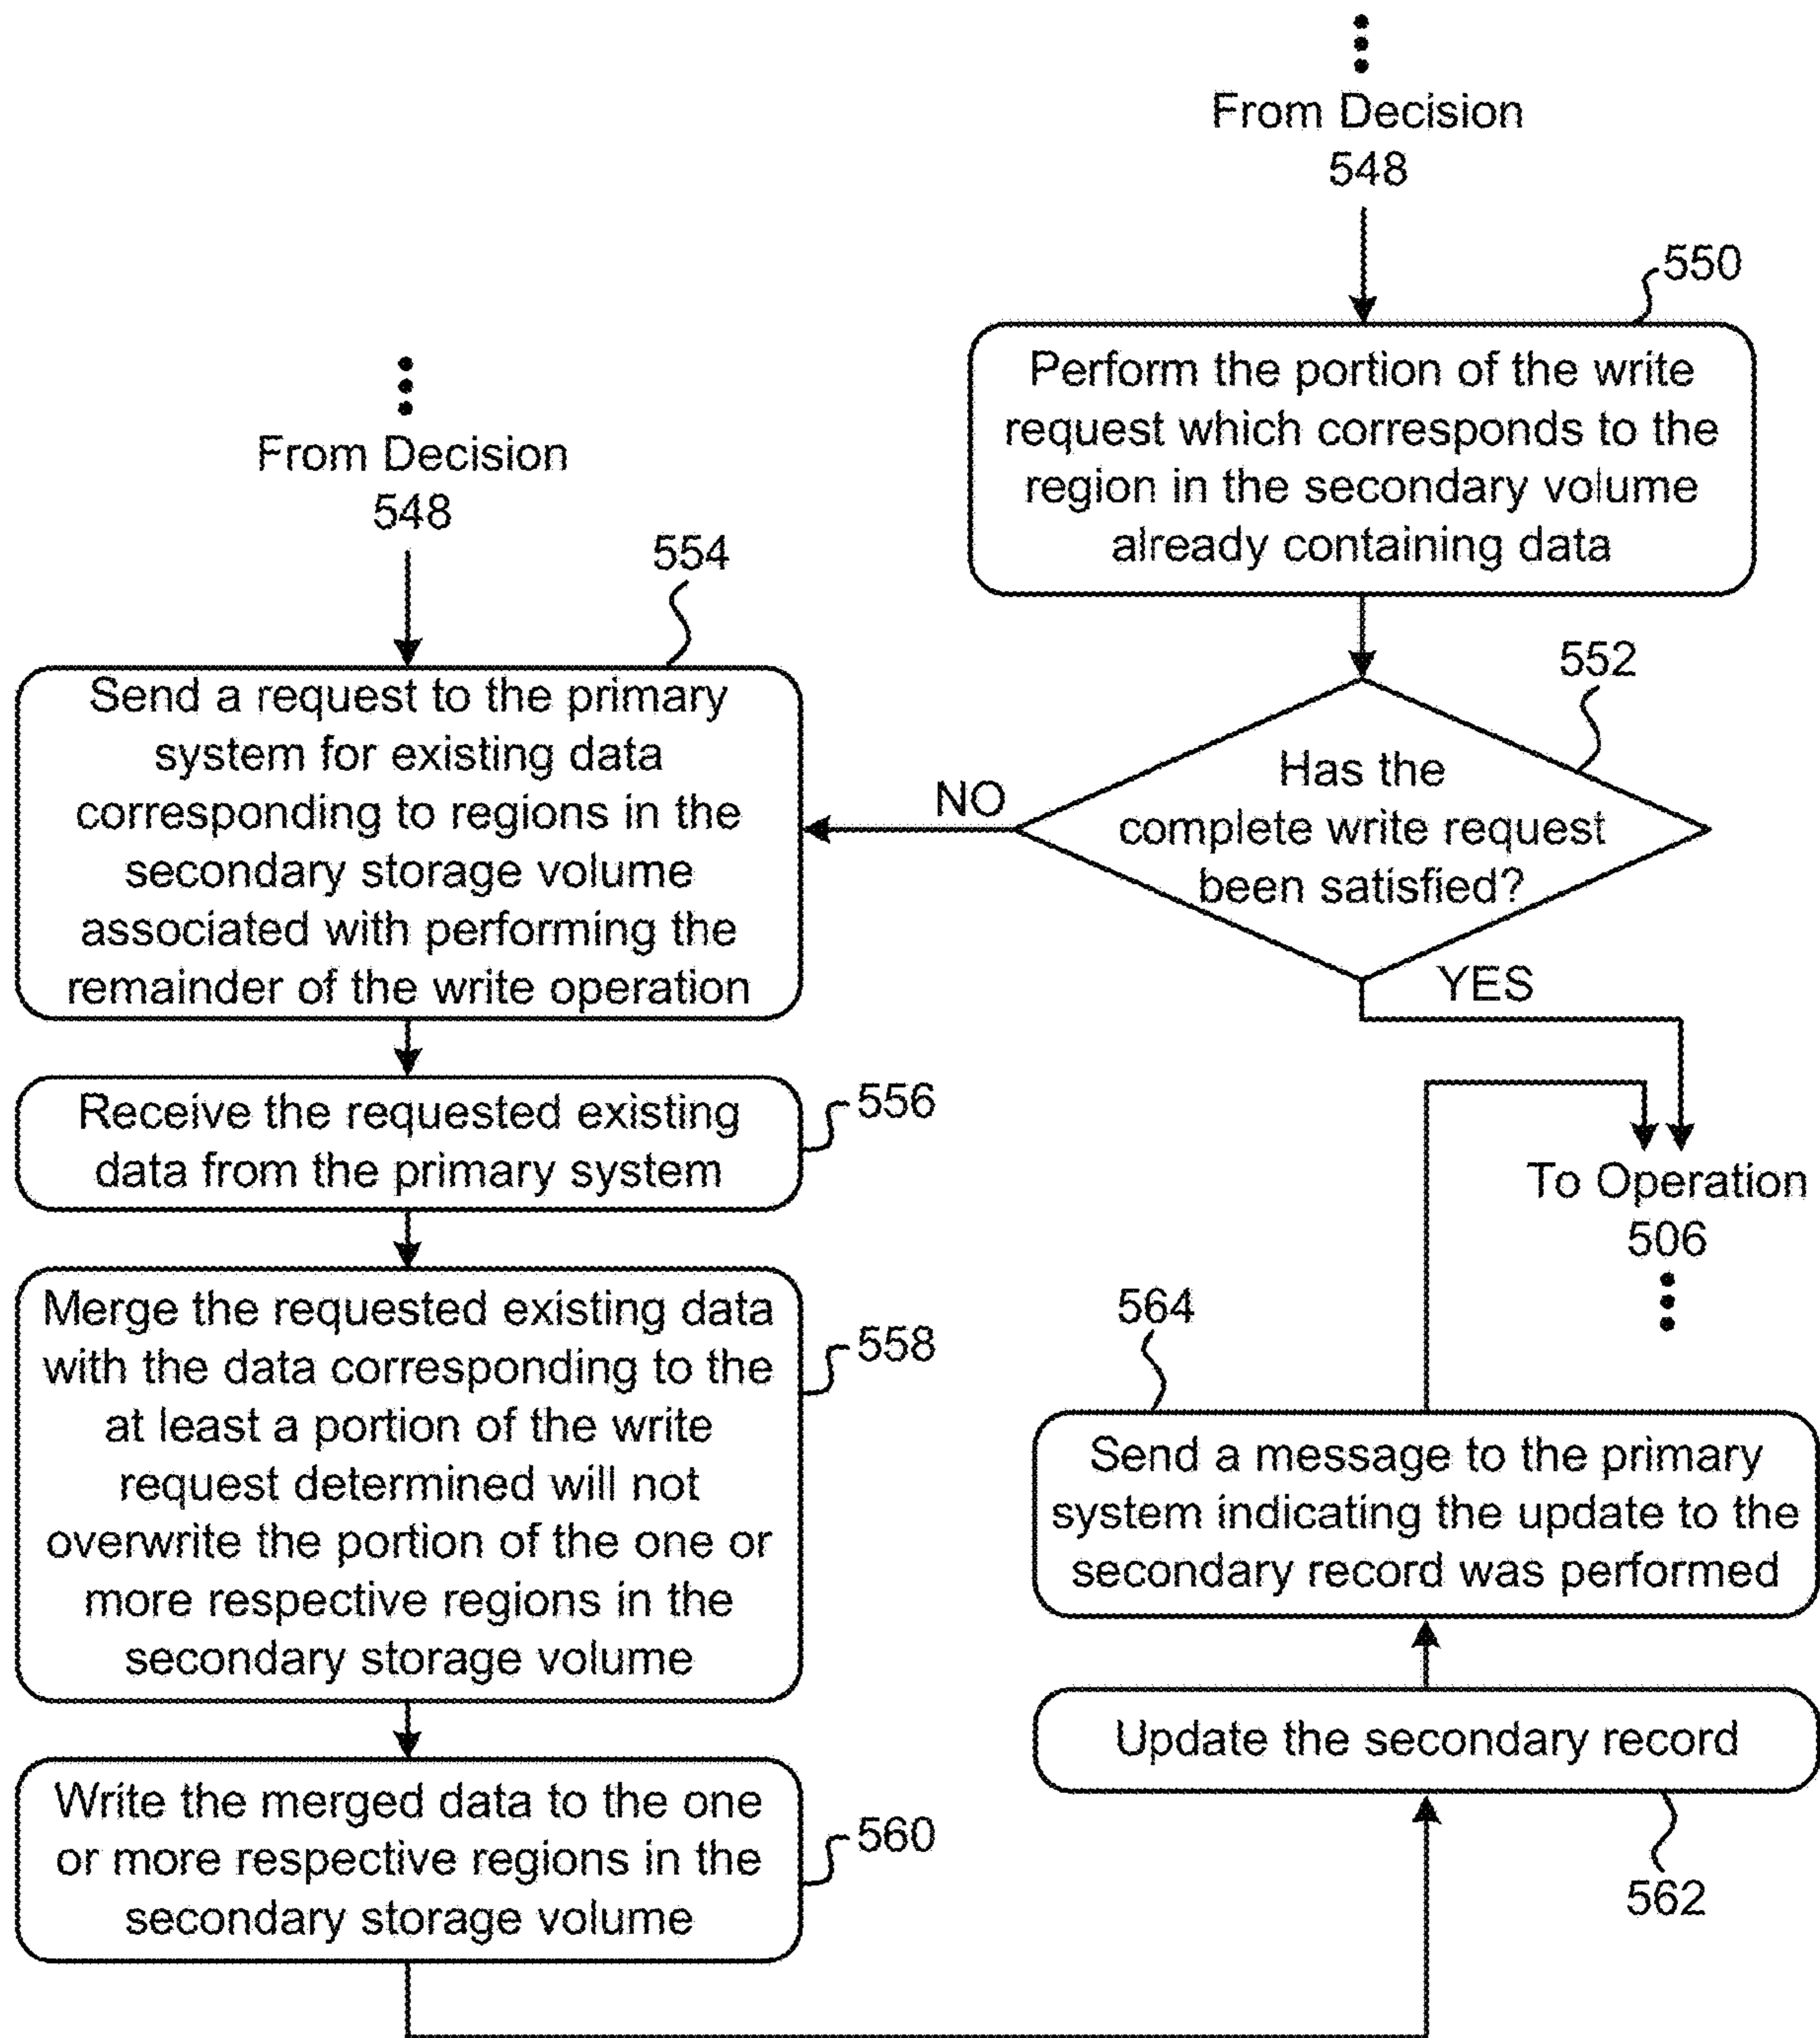 From Decision
548
550
Perform the portion of the write
request which corresponds to the
region in the secondary volume
already containing data
552
Has the
complete write request
been satisfied?
NO
YES
From Decision
548
554
Send a request to the primary
system for existing data
corresponding to regions in the
secondary storage volume
associated with performing the
remainder of the write operation
Receive the requested existing
data from the primary system
556
Merge the requested existing data
with the data corresponding to the
at least a portion of the write
request determined will not
overwrite the portion of the one or
more respective regions in the
secondary storage volume
558
Write the merged data to the one
or more respective regions in the
secondary storage volume
560
To Operation
506
564
Send a message to the primary
system indicating the update to the
secondary record was performed
Update the secondary record
562